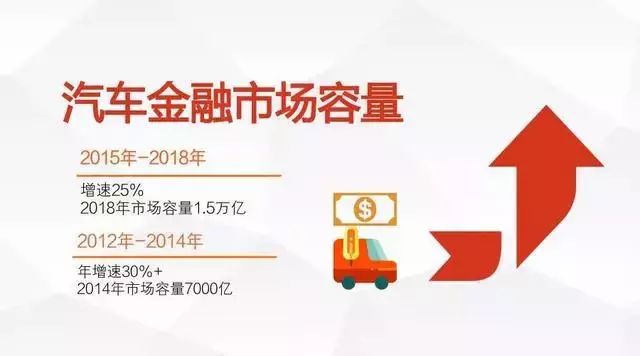 汽车金融市场容量
2015年-2018年
增速25%
2018年市场容量1.5万亿
2012年-2014年
年增速30%+
2014年市场容量7000亿
$